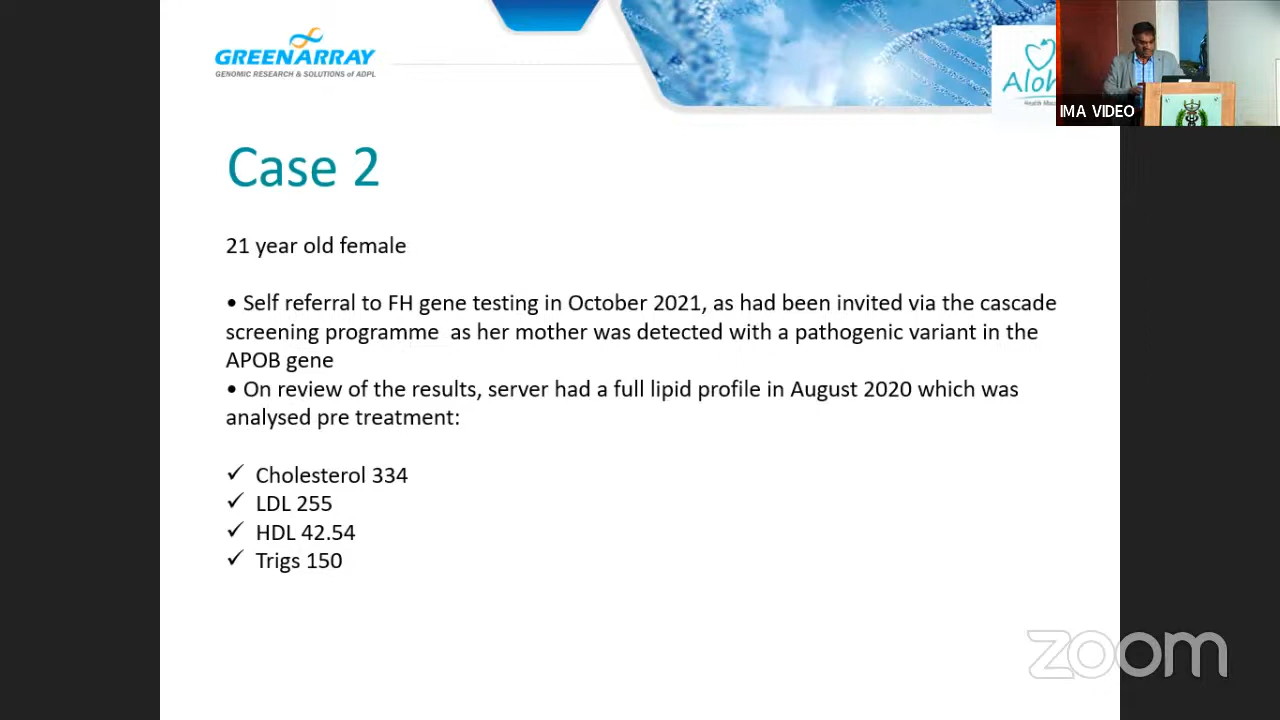 GREENARRAY
GENOMIC RESEARCH & SOLUTIONS of ADPL
IMA VIDEO
Case 2
21 year old female
• Self referral to FH gene testing in October 2021, as had been invited via the cascade
screening programme as her mother was detected with a pathogenic variant in the
APOB gene
• On review of the results, server had a full lipid profile in August 2020 which was
analysed pre treatment:
✓ Cholesterol 334
✓ LDL 255
✓ HDL 42.54
✓ Trigs 150
zoom